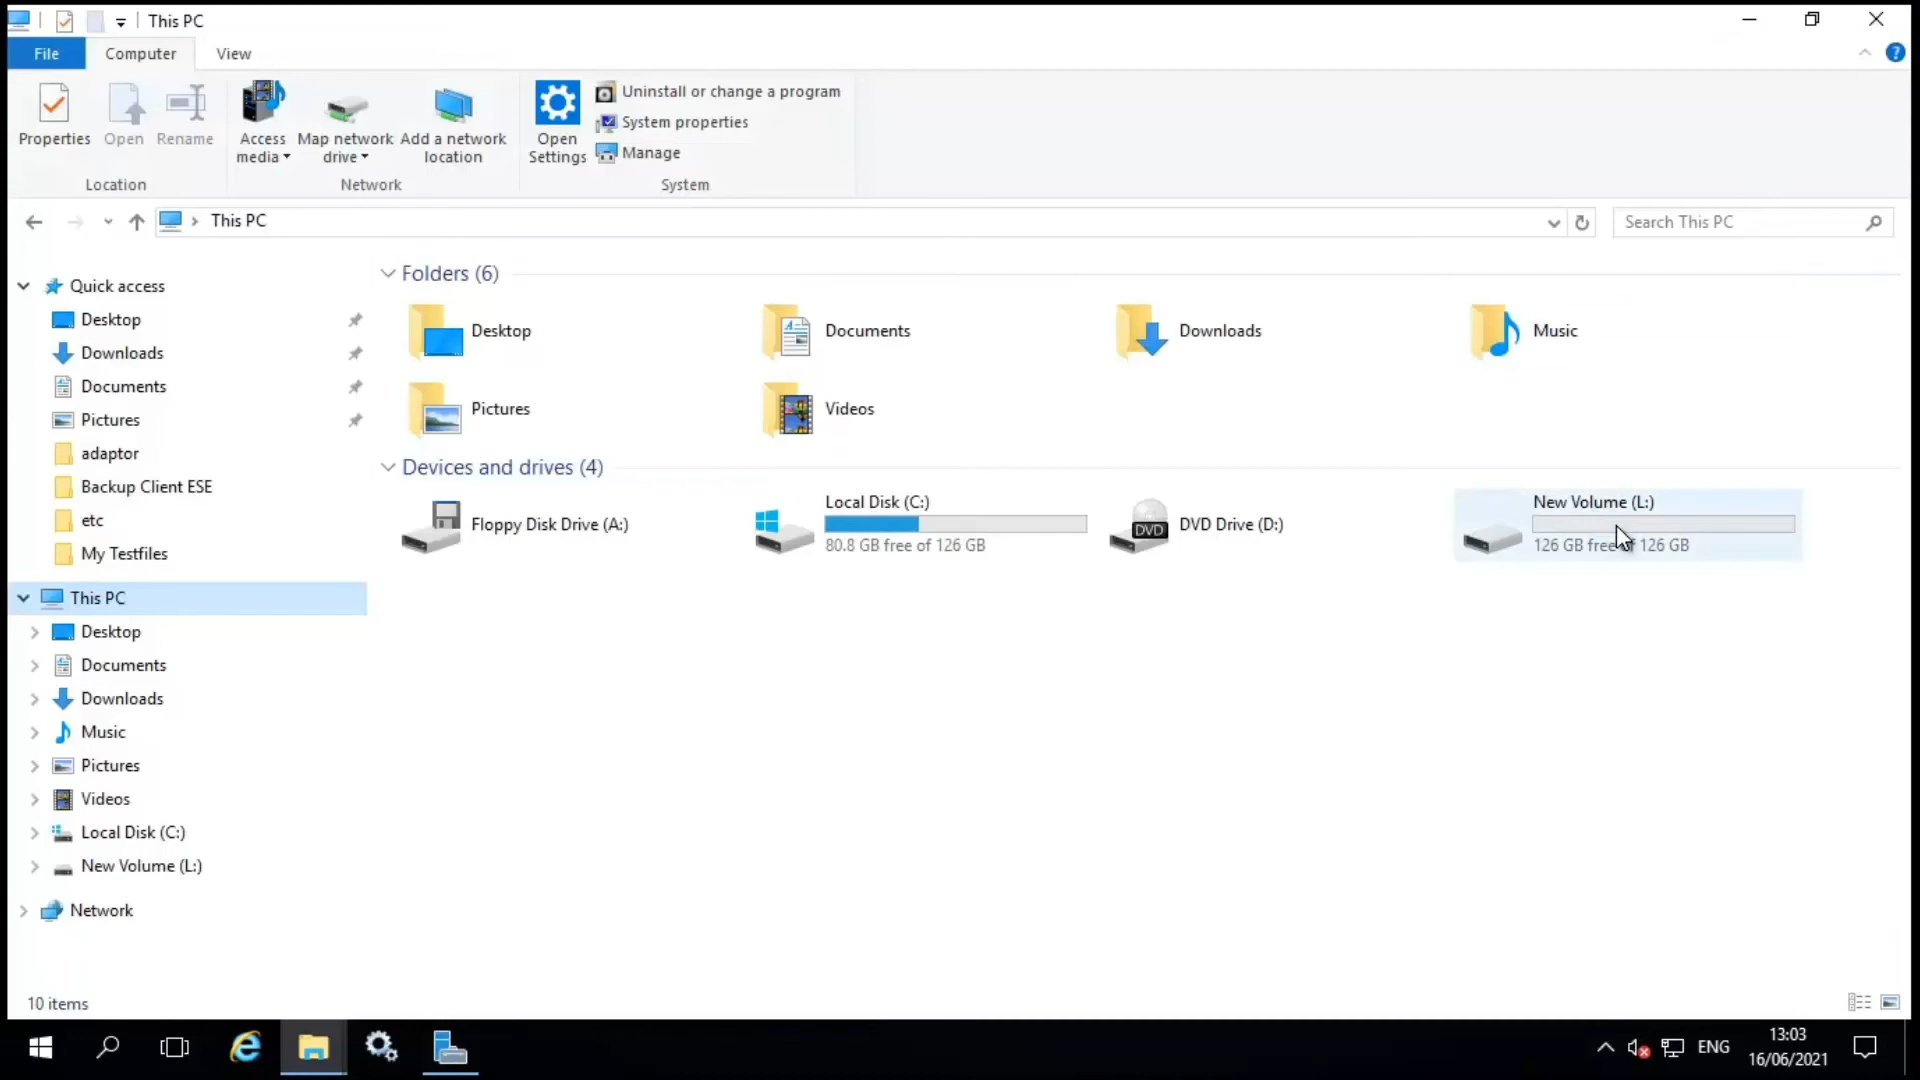 This PC
File
Computer
View
Properties
Open
Rename
Access media
Map network drive
Add a network location
Open Settings
Uninstall or change a program
System properties
Manage
Location
Network
System
This PC
Search This PC
Quick access
Desktop
Downloads
Documents
Pictures
adaptor
Backup Client ESE
etc
My Testfiles
This PC
Desktop
Documents
Downloads
Music
Pictures
Videos
Local Disk (C:)
New Volume (L:)
Network
Folders (6)
Desktop
Documents
Downloads
Music
Pictures
Videos
Devices and drives (4)
Floppy Disk Drive (A:)
Local Disk (C:)
80.8 GB free of 126 GB
DVD
DVD Drive (D:)
New Volume (L:)
126 GB free of 126 GB
10 items
ENG
13:03
16/06/2021